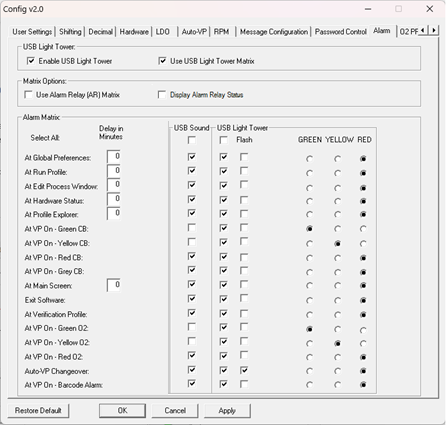 Config v2.0
User Settings Shifting Decimal Hardware LDO Auto-VP RPM Message Configuration Password Control Alarm O2 PF
USB Light Tower:
Enable USB Light Tower Use USB Light Tower Matrix
Matrix Options:
Use Alarm Relay (AR) Matrix Display Alarm Relay Status
Alarm Matrix
Select All: Delay in Minutes USB Sound USB Light Tower
Flash GREEN YELLOW RED
At Global Preferences: 0
At Run Profile: 0
At Edit Process Window: 0
At Hardware Status: 0
At Profile Explorer: 0
At VP On - Green CB:
At VP On - Yellow CB:
At VP On - Red CB:
At VP On - Grey CB:
At Main Screen: 0
Exit Software:
At Verification Profile:
At VP On - Green O2:
At VP On - Yellow O2:
At VP On - Red O2:
Auto-VP Changeover:
At VP On - Barcode Alarm:
Restore Default OK Cancel Apply